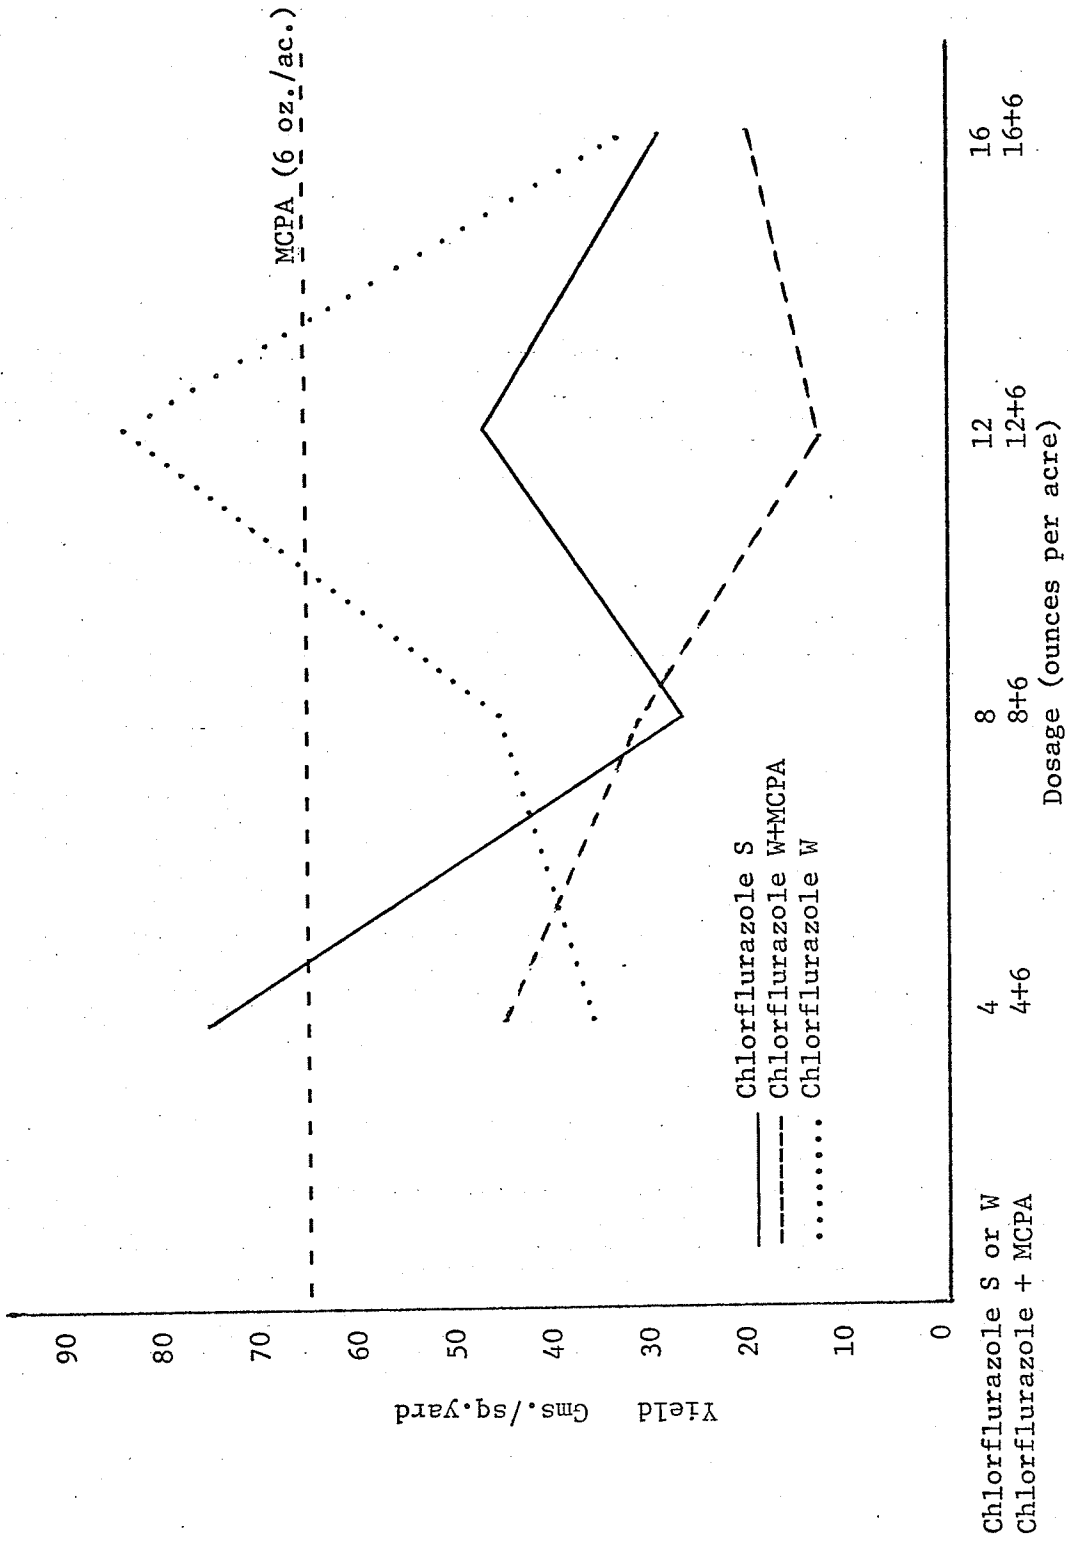 MCPA (6 oz./ac.)
90
80
70
60
50
40
30
20
10
0
Yield Gms./sq.yard
Chlorflurazole S
Chlorflurazole W+MCPA
Chlorflurazole W
Chlorflurazole S or W 4 8 12 16
Chlorflurazole + MCPA 4+6 8+6 12+6 16+6
Dosage (ounces per acre)